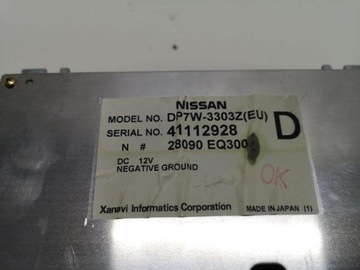 NISSAN
MODEL NO. DP7W-3303Z(EU)
SERIAL NO. 41112928
D
N # 28090 EQ300
DC 12V
NEGATIVE GROUND
OK
Xanavi Informatics Corporation
MADE IN JAPAN (1)